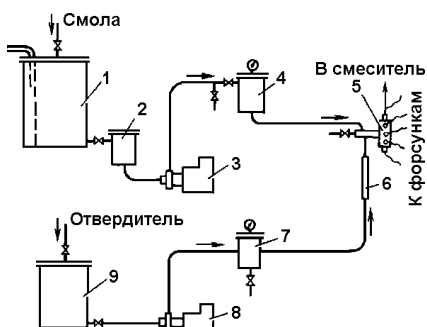 Смола
1
2
3
4
В смеситель
5
К форсункам
6
Отвердитель
7
8
9